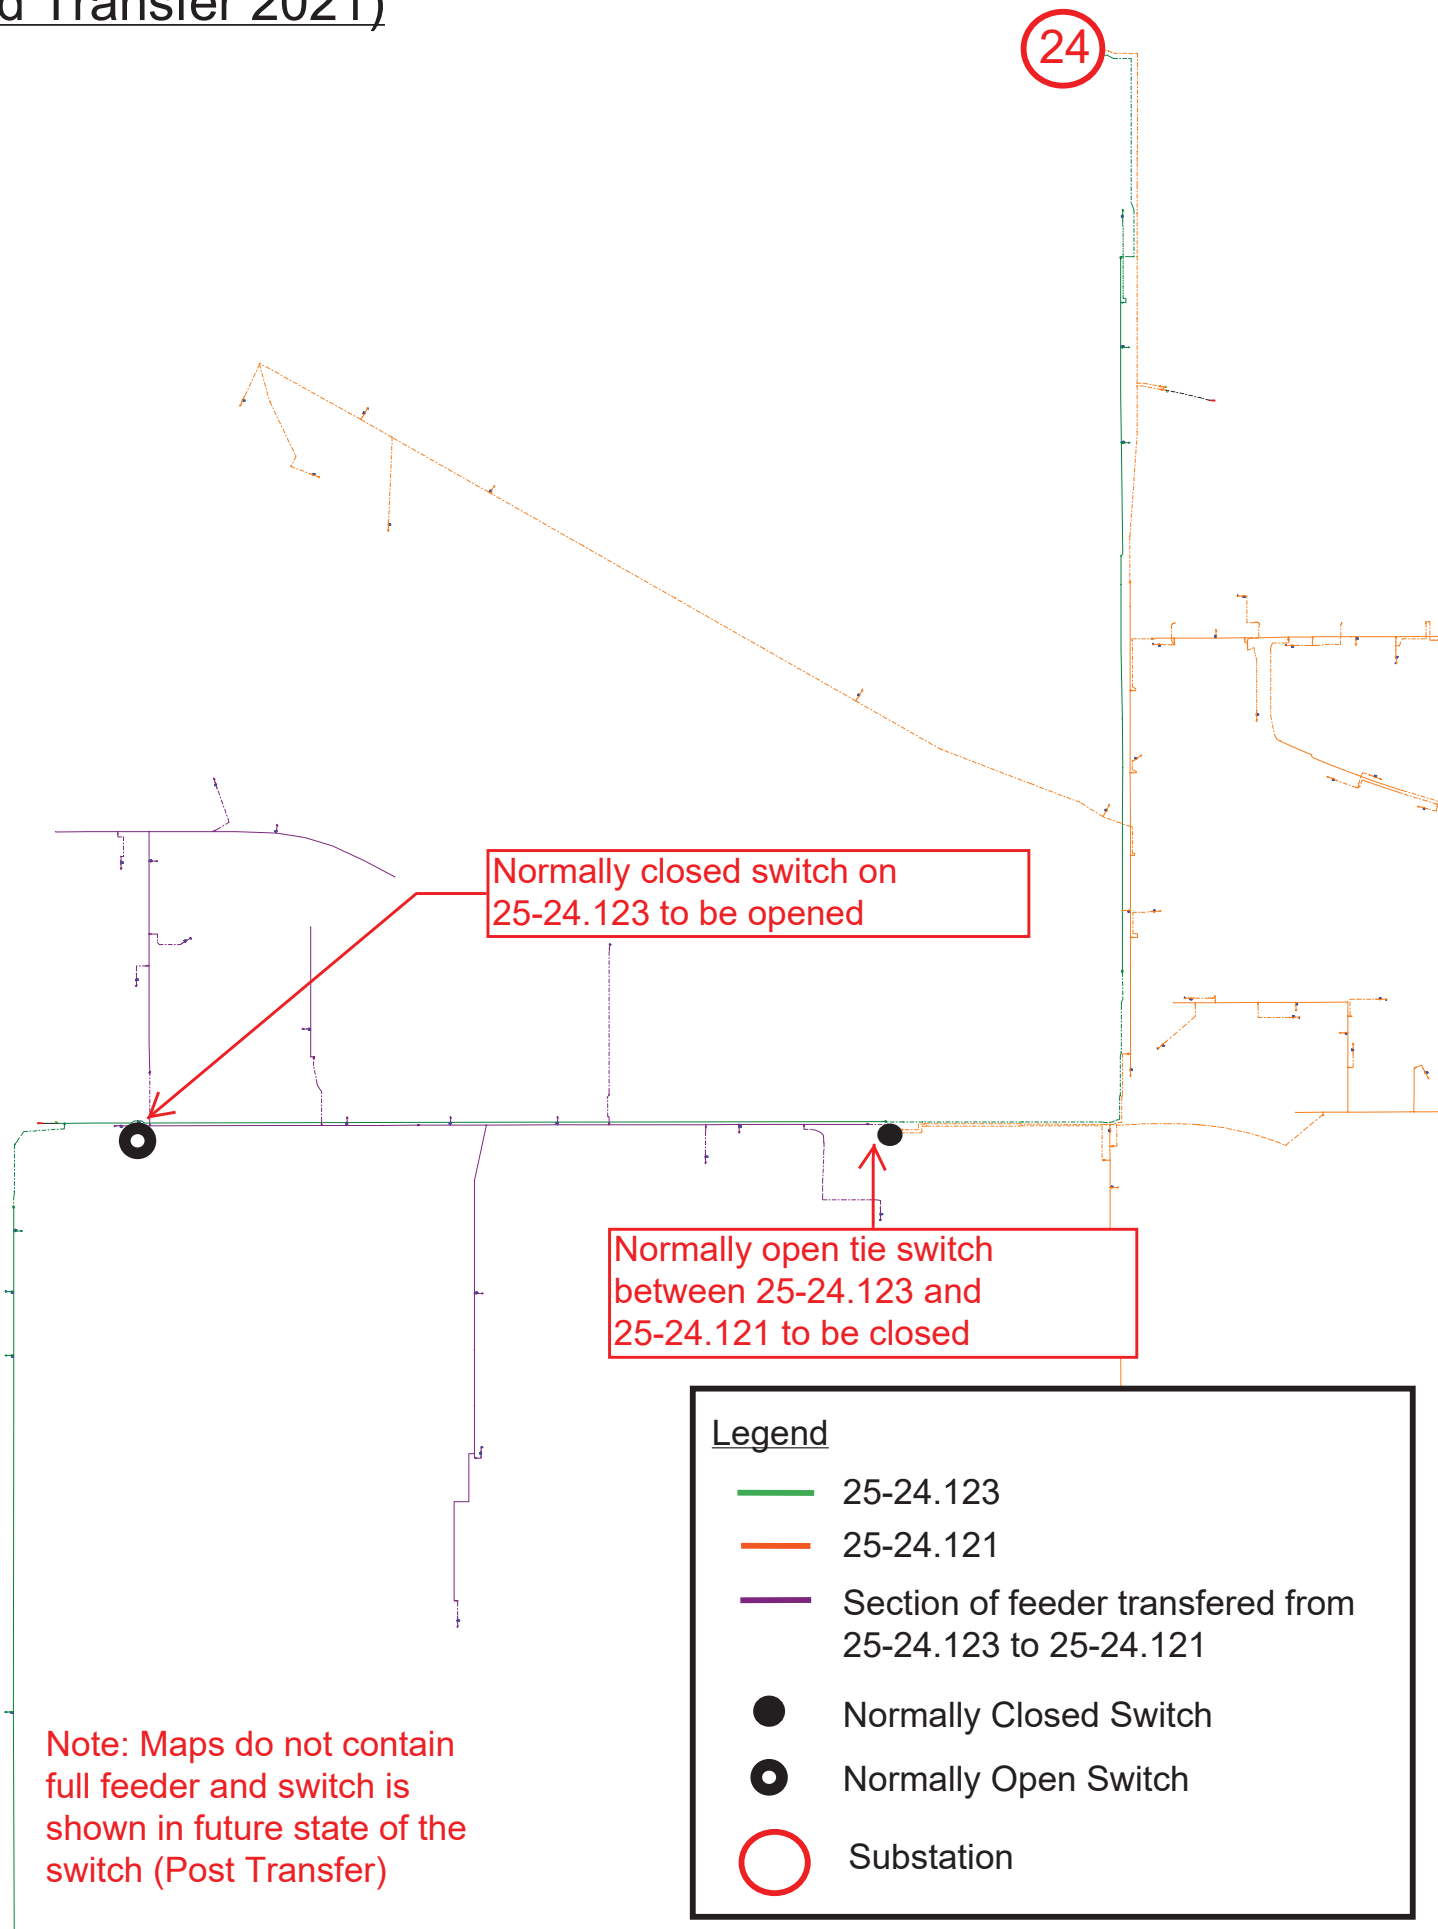 d Transfer 2021)
24
Normally closed switch on
25-24.123 to be opened
Normally open tie switch
between 25-24.123 and
25-24.121 to be closed
Legend
25-24.123
25-24.121
Section of feeder transfered from
25-24.123 to 25-24.121
Normally Closed Switch
Normally Open Switch
Substation
Note: Maps do not contain
full feeder and switch is
shown in future state of the
switch (Post Transfer)